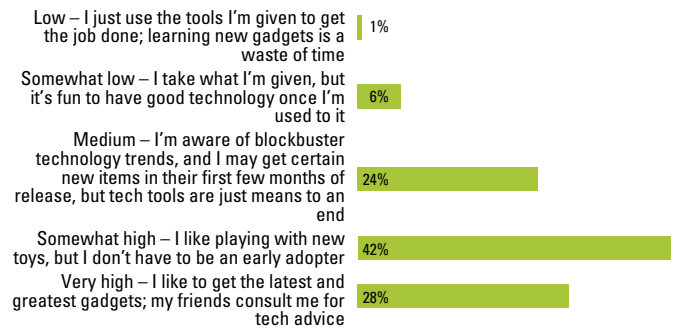 Low – I just use the tools I'm given to get
the job done; learning new gadgets is a
waste of time
1%
Somewhat low – I take what I'm given, but
it's fun to have good technology once I'm
used to it
6%
Medium – I'm aware of blockbuster
technology trends, and I may get certain
new items in their first few months of
release, but tech tools are just means to an
end
24%
Somewhat high – I like playing with new
toys, but I don't have to be an early adopter
42%
Very high – I like to get the latest and
greatest gadgets; my friends consult me for
tech advice
28%